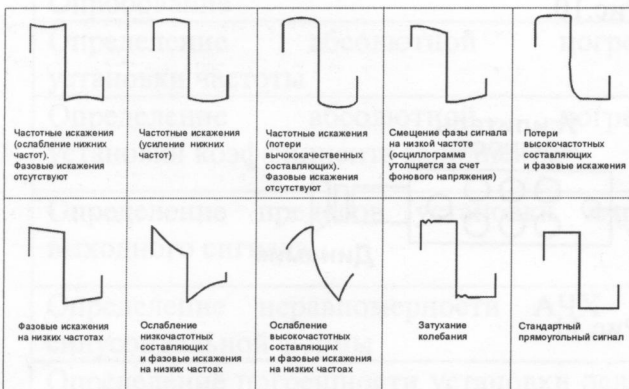 Частотные искажения
(ослабление нижних
частот).
Фазовые искажения
отсутствуют
Частотные искажения
(усиление нижних
частот)
Частотные искажения
(потери
вычококачественных
составляющих).
Фазовые искажения
отсутствуют
Смещение фазы сигнала
на низкой частоте
(осциллограмма
утолщяется за счет
фонового напряжения)
Потери
высокочастотных
составляющих
и фазовые искажения
Фазовые искажения
на низких частотах
Ослабление
низкочастотных
составляющих
и фазовые искажения
на низких частоах
Ослабление
высокочастотных
составляющих
и фазовые искажения
на низких частоах
Затухание
колебания
Стандартный
прямоугольный сигнал